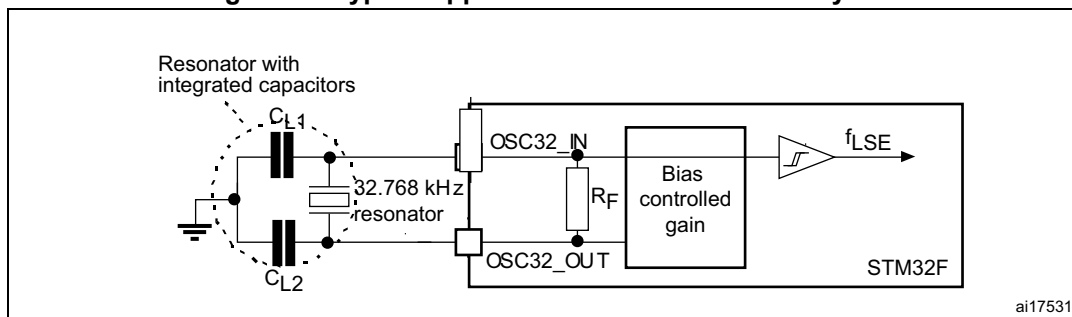 Resonator with
integrated capacitors
CL1
OSC32_IN
fLSE
32.768 kHz
resonator
RF
Bias
controlled
gain
OSC32_OUT
STM32F
CL2
ai17531